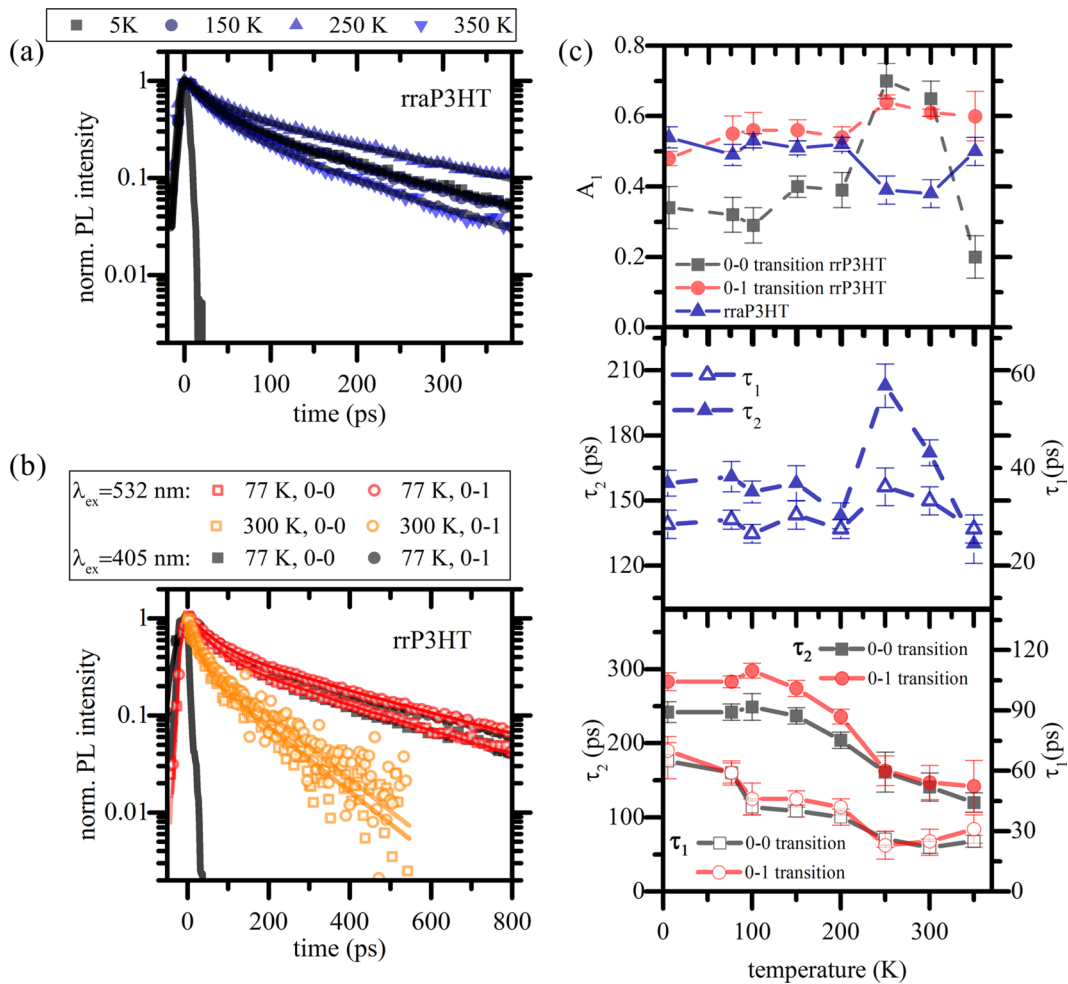 5K 150 K 250 K 350 K
(a)
rraP3HT
norm. PL intensity
1
0.1
0.01
0 100 200 300
time (ps)
(b)
λex=532 nm: 77 K, 0-0 77 K, 0-1
300 K, 0-0 300 K, 0-1
λex=405 nm: 77 K, 0-0 77 K, 0-1
rrP3HT
norm. PL intensity
1
0.1
0.01
0 200 400 600 800
time (ps)
(c)
A1
0.8
0.6
0.4
0.2
0.0
0-0 transition rrP3HT
0-1 transition rrP3HT
rraP3HT
τ2 (ps)
210
180
150
120
τ1
τ2
60
40
20
τ1(ps)
τ2 (ps)
300
200
100
0
τ2 0-0 transition
0-1 transition
τ1 0-0 transition
0-1 transition
120
90
60
30
0
τ1(ps)
0 100 200 300
temperature (K)